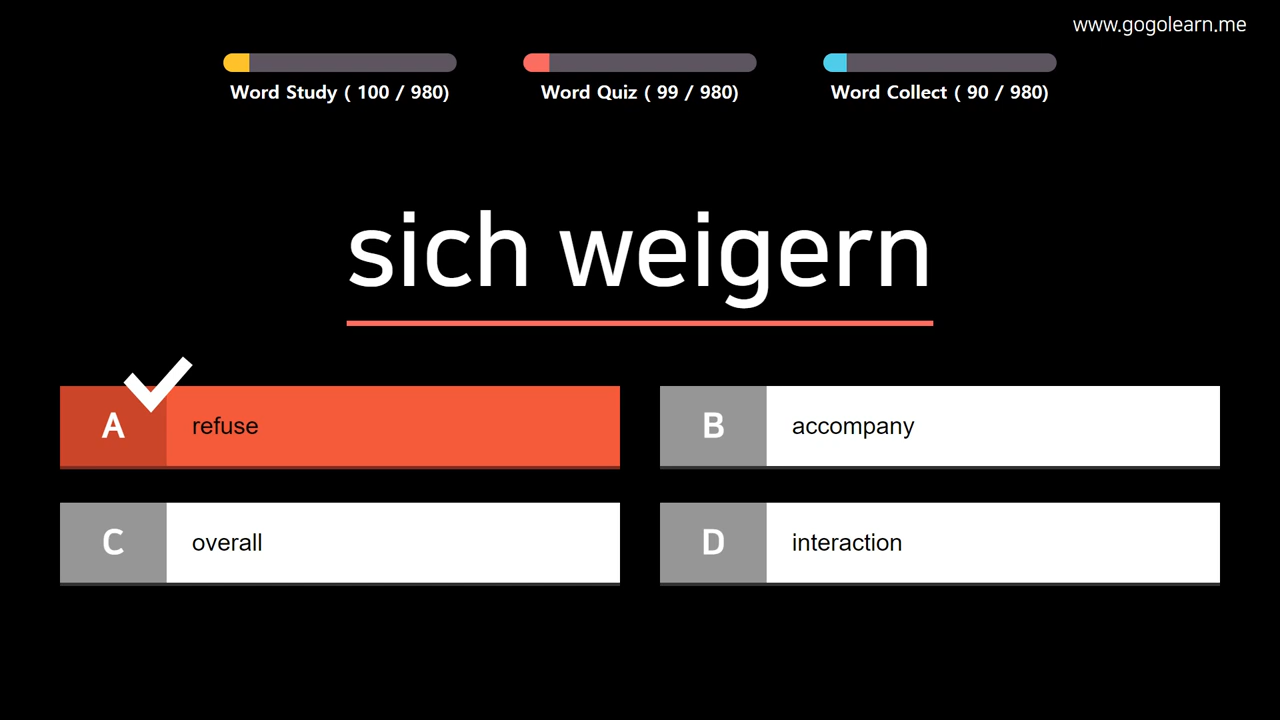 www.gogolearn.me
Word Study ( 100 / 980)
Word Quiz ( 99 / 980)
Word Collect ( 90 / 980)
sich weigern
A refuse
B accompany
C overall
D interaction